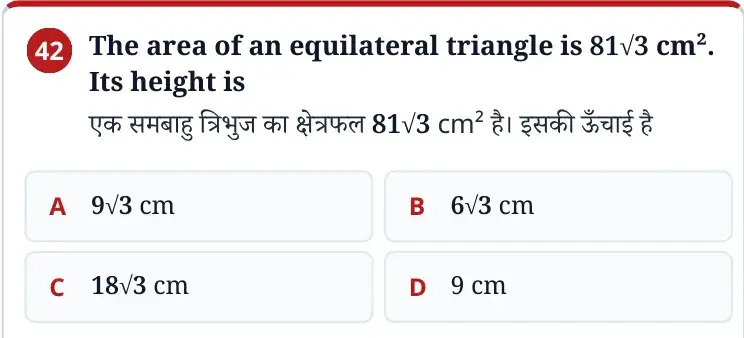 42 The area of an equilateral triangle is 81√3 cm².
Its height is
एक समबाहु त्रिभुज का क्षेत्रफल 81√3 cm² है। इसकी ऊँचाई है
A 9√3 cm
B 6√3 cm
C 18√3 cm
D 9 cm